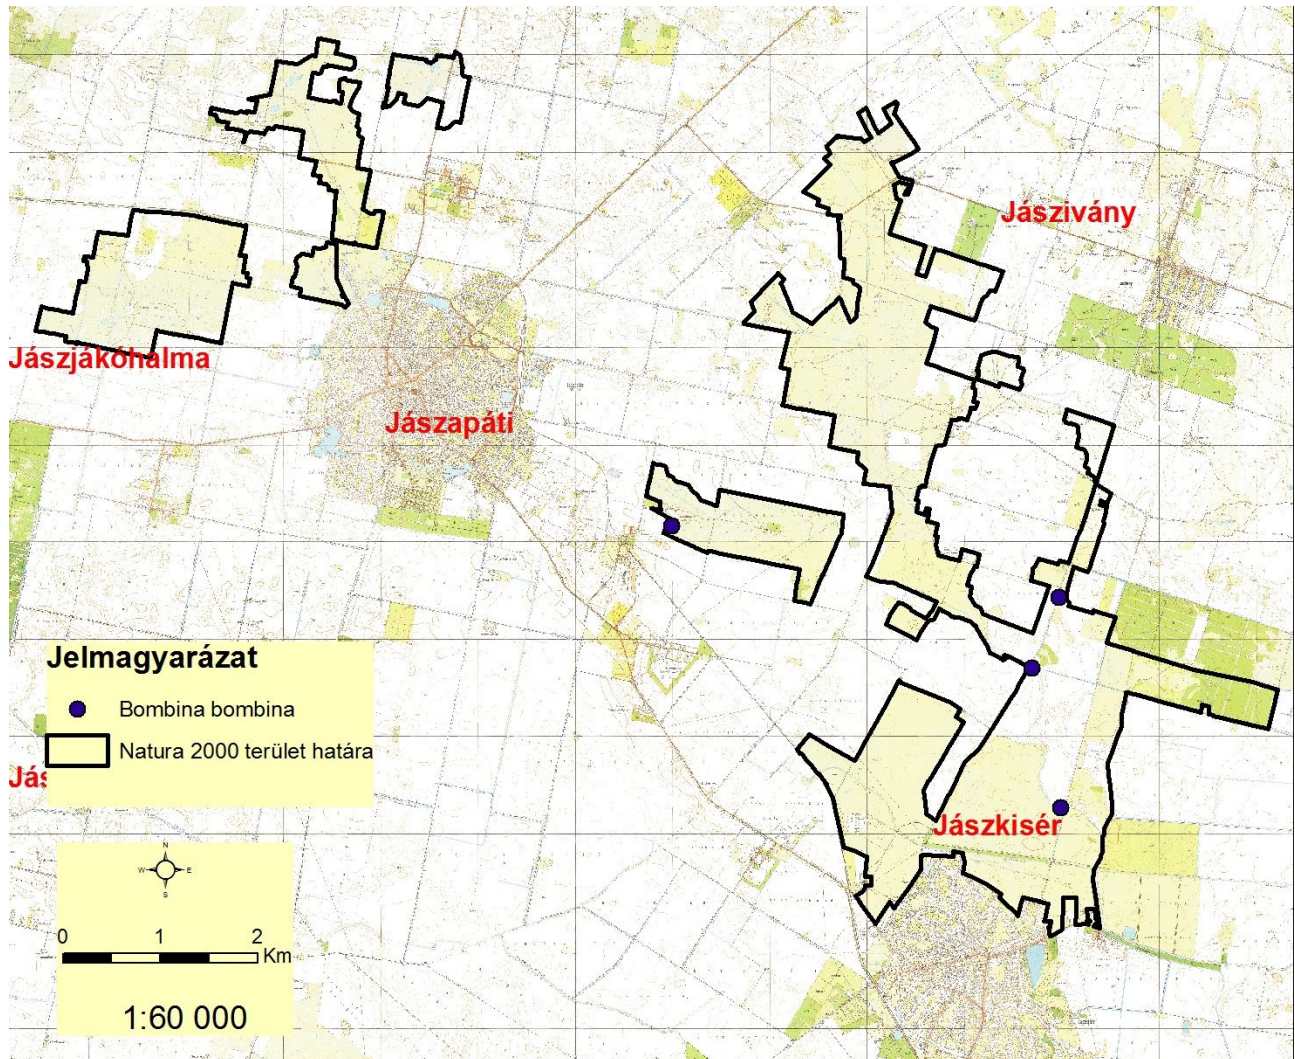 Jászivány
Jászjákóhalma
Jászapáti
Jelmagyarázat
Bombina bombina
Natura 2000 terület határa
Jás
Jászkisér
N
W E
S
0 1 2
Km
1:60 000